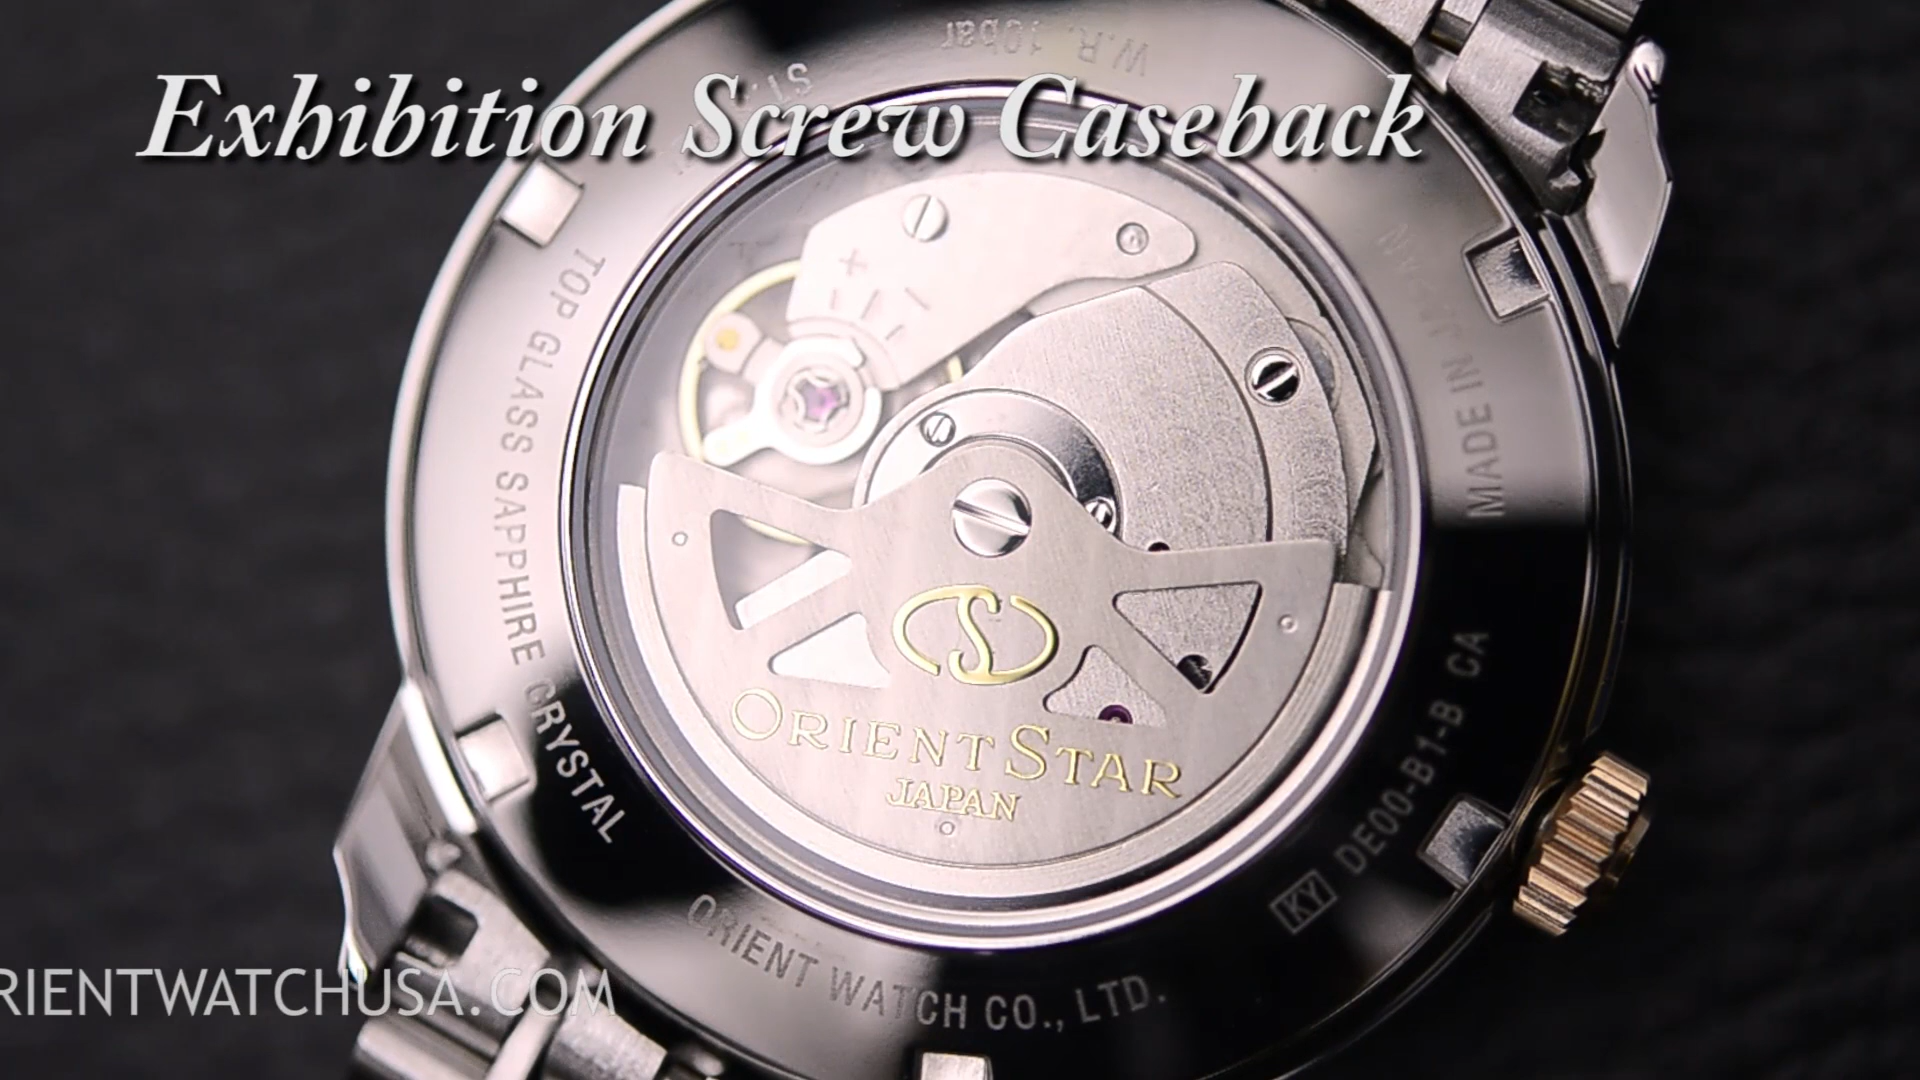 Exhibition Screw Caseback
W.R. 10bar
TOP GLASS SAPPHIRE CRYSTAL
MADE IN
ORIENT STAR
JAPAN
KY DE00-B1-B CA
ORIENT WATCH CO., LTD.
RIENTWATCHUSA.COM